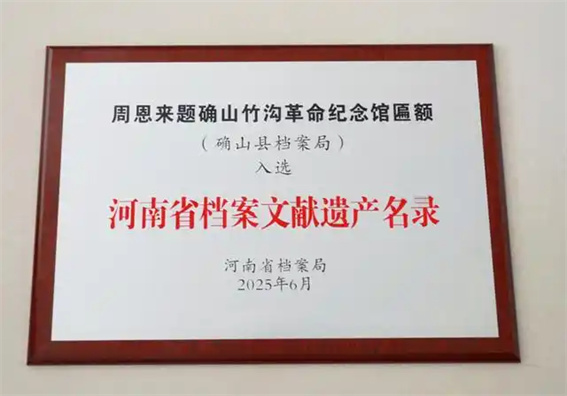 周恩来题确山竹沟革命纪念馆匾额
（确山县档案局）
入选
河南省档案文献遗产名录
河南省档案局
2025年6月